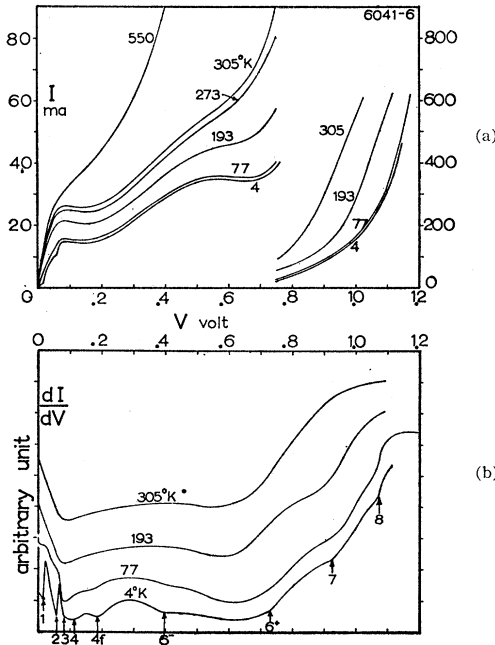 6041-6
80
60
40
20
0
I
ma
550
305°K
273
193
77
4
305
193
77
4
800
600
400
200
0
(a)
0 .2 .4 .6 .8 1.0 1.2
V volt
0 .2 .4 .6 .8 1.0 1.2
dI
dV
arbitrary unit
305°K
193
77
4°K
(b)
1 2 3 4 4f 6- 6+ 7 8